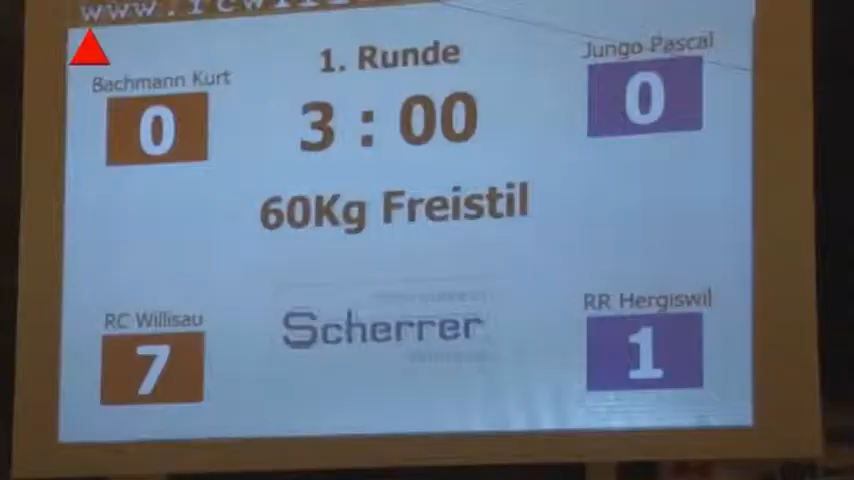 Bachmann Kurt
0
1. Runde
3 : 00
Jungo Pascal
0
60Kg Freistil
RC Willisau
7
Scherrer
RR Hergiswil
1